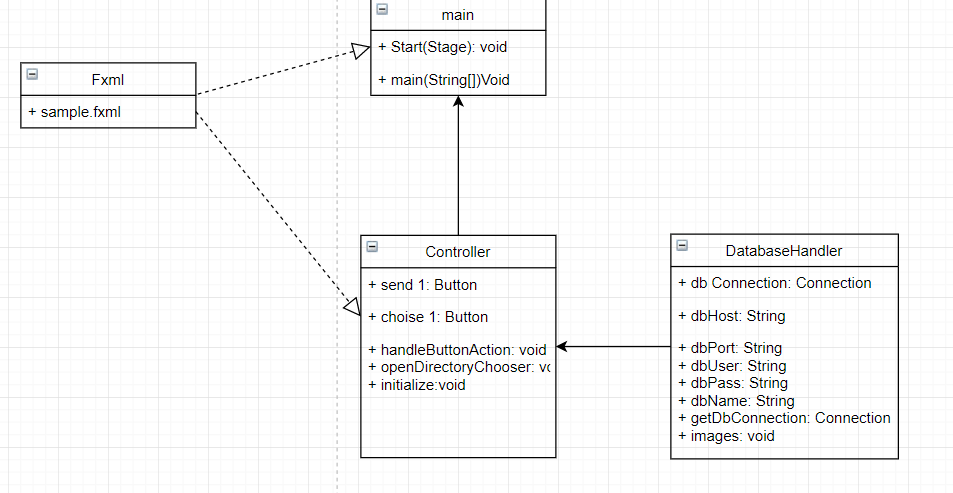 main
+ Start(Stage): void
+ main(String[])Void
Fxml
+ sample.fxml
Controller
+ send 1: Button
+ choise 1: Button
+ handleButtonAction: void
+ openDirectoryChooser:
+ initialize:void
DatabaseHandler
+ db Connection: Connection
+ dbHost: String
+ dbPort: String
+ dbUser: String
+ dbPass: String
+ dbName: String
+ getDbConnection: Connection
+ images: void